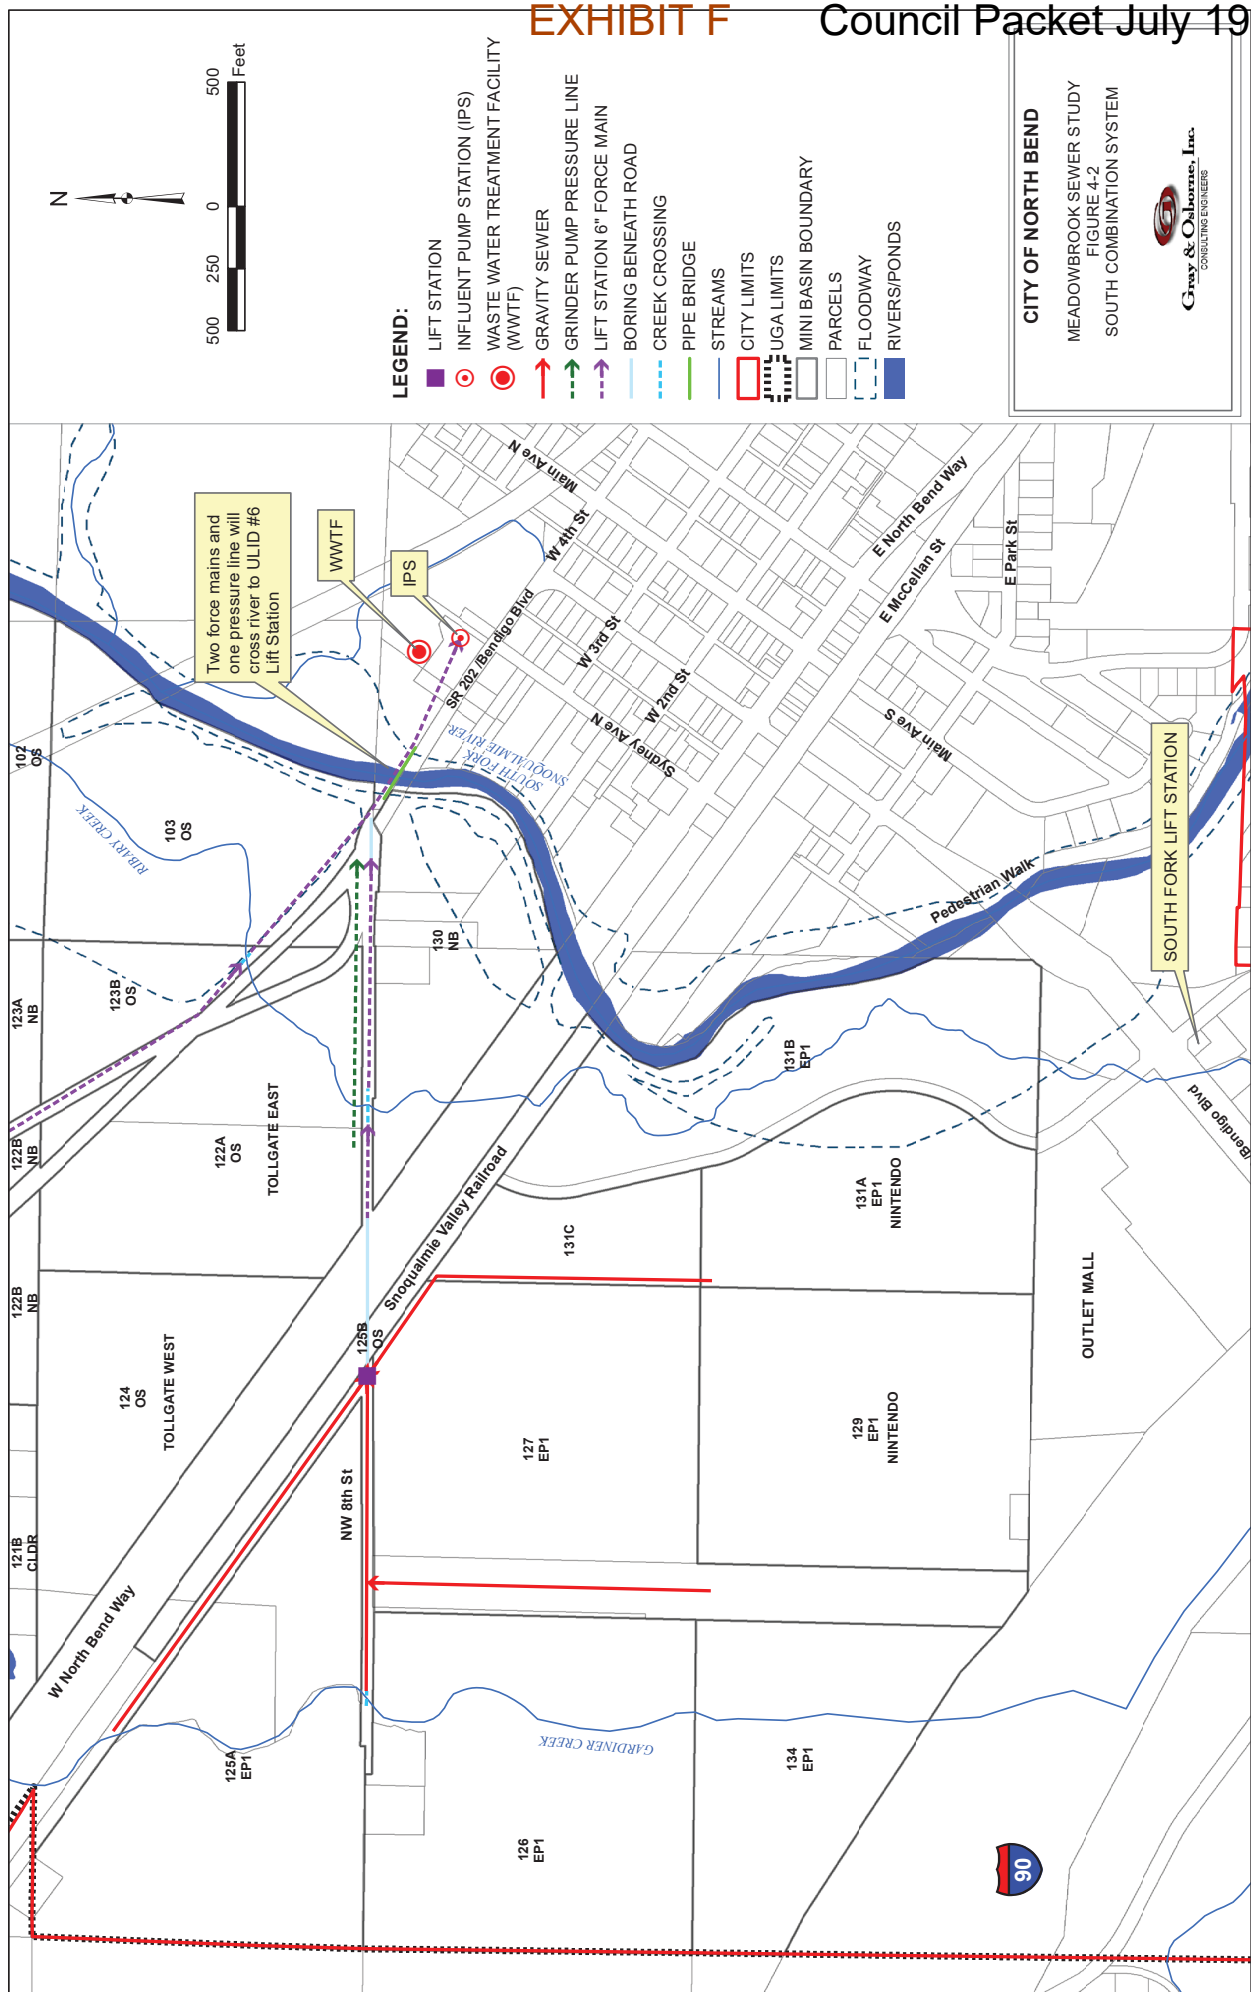 EXHIBIT F
Council Packet July 19
N
500
250
0
500
Feet
LEGEND:
LIFT STATION
INFLUENT PUMP STATION (IPS)
WASTE WATER TREATMENT FACILITY
(WWTF)
GRAVITY SEWER
GRINDER PUMP PRESSURE LINE
LIFT STATION 6" FORCE MAIN
BORING BENEATH ROAD
CREEK CROSSING
PIPE BRIDGE
STREAMS
CITY LIMITS
UGA LIMITS
MINI BASIN BOUNDARY
PARCELS
FLOODWAY
RIVERS/PONDS
CITY OF NORTH BEND
MEADOWBROOK SEWER STUDY
FIGURE 4-2
SOUTH COMBINATION SYSTEM
G
Gray & Osborne, Inc.
CONSULTING ENGINEERS
Two force mains and
one pressure line will
cross river to ULID #6
Lift Station
WWTF
IPS
Main Ave N
W 4th St
SR 202 /Bendigo Blvd
W 3rd St
W 2nd St
Sydney Ave N
E North Bend Way
E McCellan St
E Park St
Main Ave S
SOUTH FORK
SNOQUALMIE RIVER
Pedestrian Walk
SOUTH FORK LIFT STATION
/Bendigo Blvd
102
OS
103
OS
RIBARY CREEK
123A
NB
123B
OS
130
NB
122B
NB
122A
OS
TOLLGATE EAST
131B
EP1
131A
EP1
NINTENDO
131C
Snoqualmie Valley Railroad
122B
NB
124
OS
TOLLGATE WEST
125B
OS
OUTLET MALL
127
EP1
129
EP1
NINTENDO
NW 8th St
121B
CLDR
W North Bend Way
125A
EP1
GARDINER CREEK
134
EP1
126
EP1
90